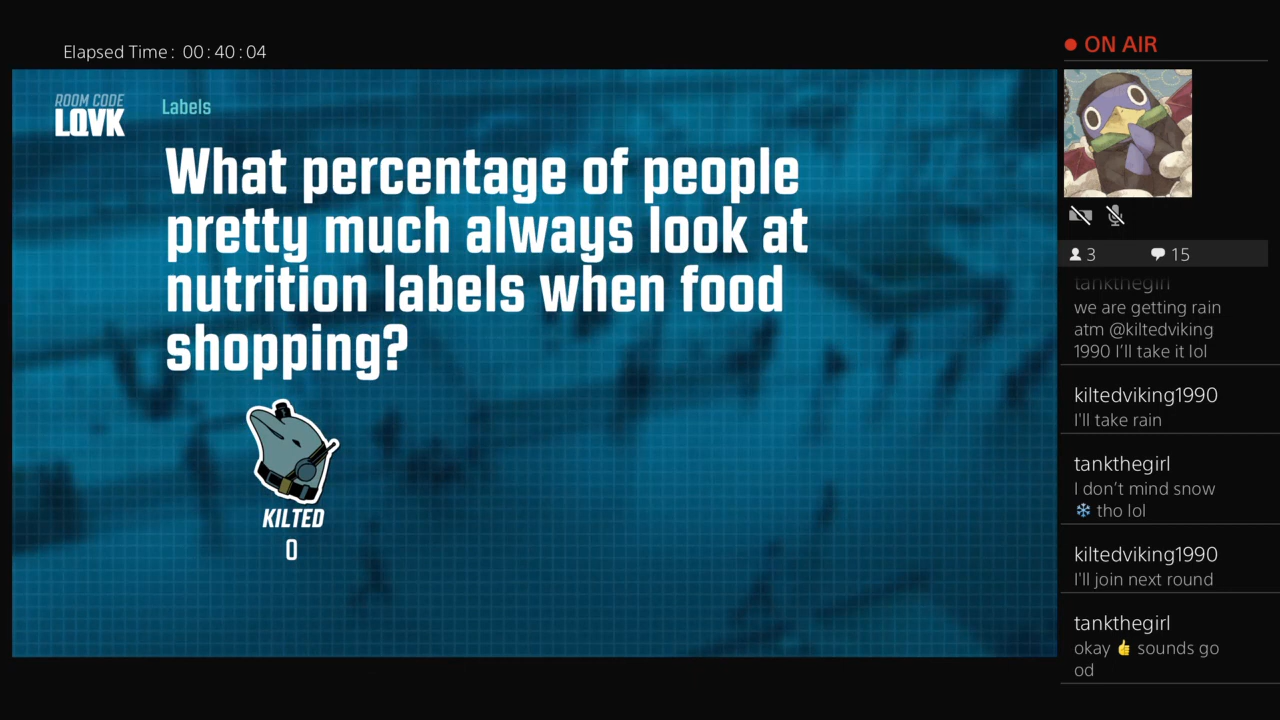 Elapsed Time: 00:40:04
ON AIR
ROOM CODE
LQVK
Labels
What percentage of people
pretty much always look at
nutrition labels when food
shopping?
KILTED
0
3
15
tankthegirl
we are getting rain
atm @kiltedviking
1990 I'll take it lol
kiltedviking1990
I'll take rain
tankthegirl
I don't mind snow
❄ tho lol
kiltedviking1990
I'll join next round
tankthegirl
okay 👍 sounds go
od